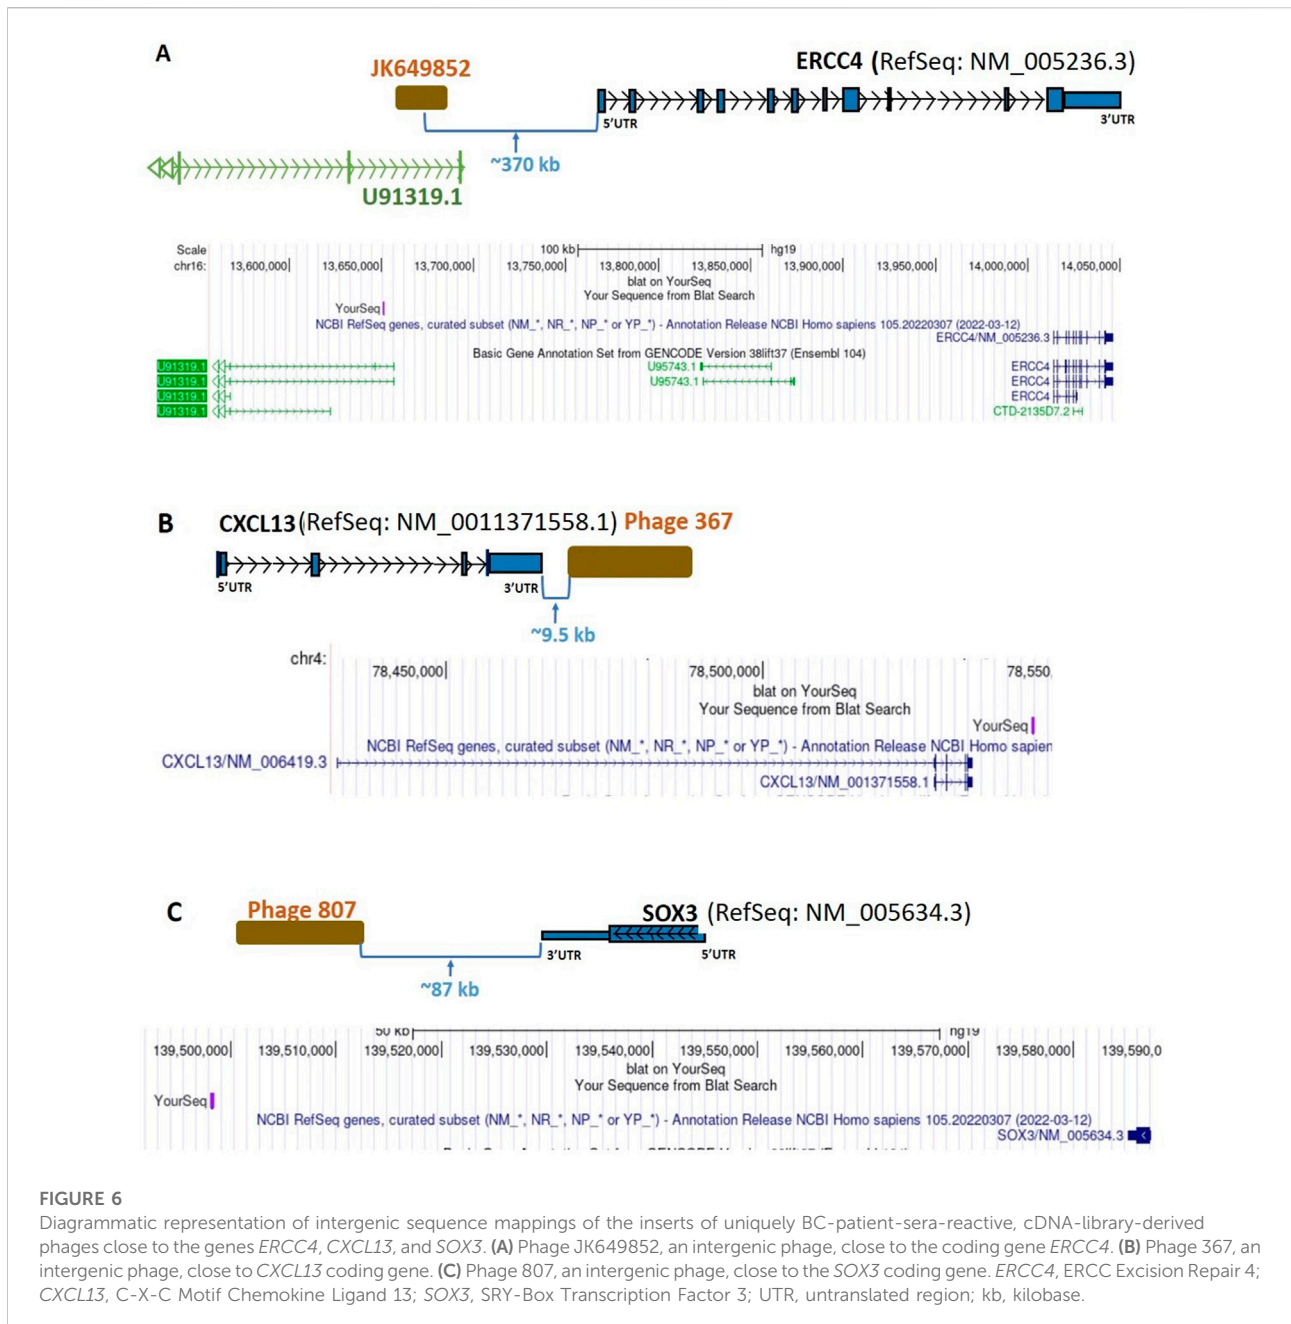 A
JK649852
ERCC4 (RefSeq: NM_005236.3)
5'UTR
3'UTR
~370 kb
U91319.1
Scale
100 kb
hg19
chr16:
13,600,000
13,650,000
13,700,000
13,750,000
13,800,000
13,850,000
13,900,000
13,950,000
14,000,000
14,050,000
blat on YourSeq
Your Sequence from Blat Search
YourSeq
NCBI RefSeq genes, curated subset (NM_*, NR_*, NP_* or YP_*) - Annotation Release NCBI Homo sapiens 105.20220307 (2022-03-12)
ERCC4/NM_005236.3
Basic Gene Annotation Set from GENCODE Version 38lift37 (Ensembl 104)
U91319.1
U95743.1
ERCC4
U91319.1
U95743.1
ERCC4
U91319.1
ERCC4
U91319.1
CTD-2135D7.2
B
CXCL13(RefSeq: NM_0011371558.1) Phage 367
5'UTR
3'UTR
~9.5 kb
chr4:
78,450,000
78,500,000
78,550,
blat on YourSeq
Your Sequence from Blat Search
YourSeq
NCBI RefSeq genes, curated subset (NM_*, NR_*, NP_* or YP_*) - Annotation Release NCBI Homo sapien
CXCL13/NM_006419.3
CXCL13/NM_001371558.1
C
Phage 807
SOX3 (RefSeq: NM_005634.3)
3'UTR
5'UTR
~87 kb
50 kb
hg19
139,500,000
139,510,000
139,520,000
139,530,000
139,540,000
139,550,000
139,560,000
139,570,000
139,580,000
139,590,0
blat on YourSeq
Your Sequence from Blat Search
YourSeq
NCBI RefSeq genes, curated subset (NM_*, NR_*, NP_* or YP_*) - Annotation Release NCBI Homo sapiens 105.20220307 (2022-03-12)
SOX3/NM_005634.3
FIGURE 6
Diagrammatic representation of intergenic sequence mappings of the inserts of uniquely BC-patient-sera-reactive, cDNA-library-derived
phages close to the genes ERCC4, CXCL13, and SOX3. (A) Phage JK649852, an intergenic phage, close to the coding gene ERCC4. (B) Phage 367, an
intergenic phage, close to CXCL13 coding gene. (C) Phage 807, an intergenic phage, close to the SOX3 coding gene. ERCC4, ERCC Excision Repair 4;
CXCL13, C-X-C Motif Chemokine Ligand 13; SOX3, SRY-Box Transcription Factor 3; UTR, untranslated region; kb, kilobase.